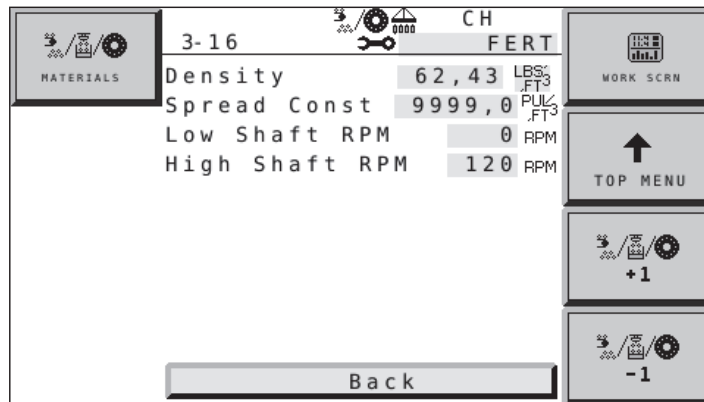 MATERIALS
3-16
CH
FERT
Density 62,43 LBS/FT3
Spread Const 9999,0 PUL/FT3
Low Shaft RPM 0 RPM
High Shaft RPM 120 RPM
Back
WORK SCRN
TOP MENU
+1
-1